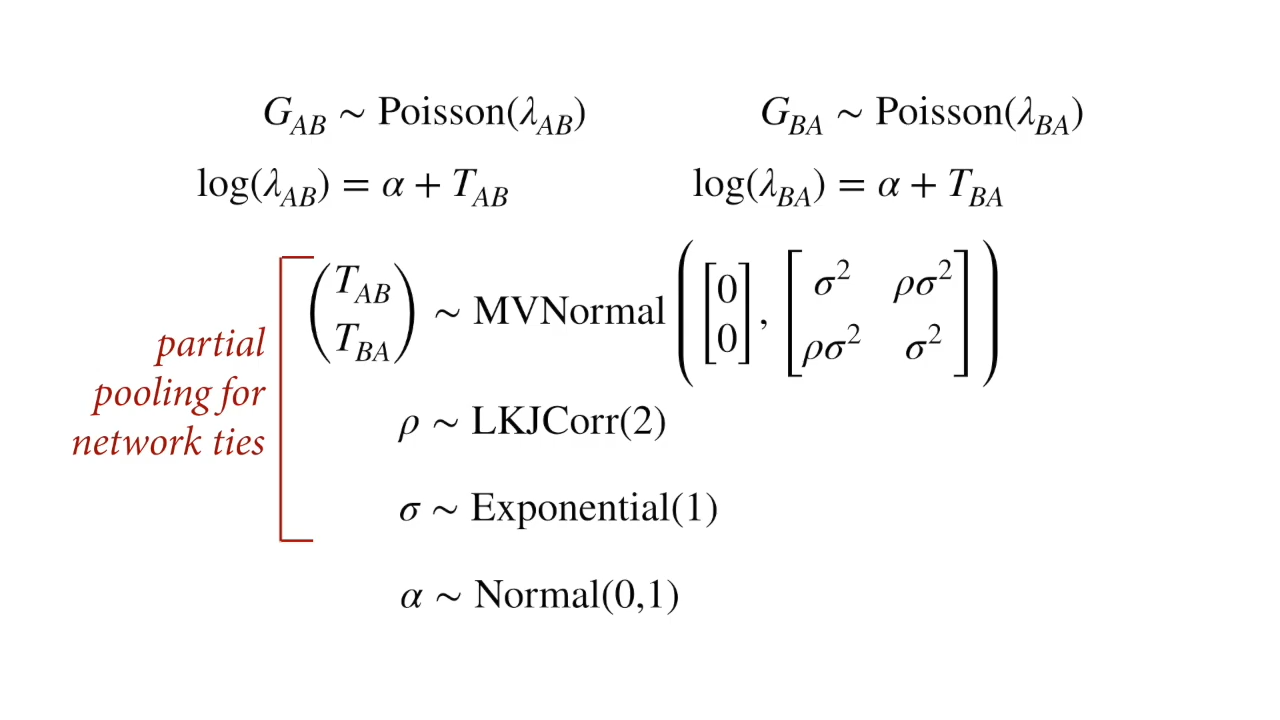 G_AB ~ Poisson(λ_AB) G_BA ~ Poisson(λ_BA)
log(λ_AB) = α + T_AB log(λ_BA) = α + T_BA
(T_AB T_BA) ~ MVNormal([0 0], [σ² ρσ² ρσ² σ²])
partial
pooling for
network ties
ρ ~ LKJCorr(2)
σ ~ Exponential(1)
α ~ Normal(0,1)